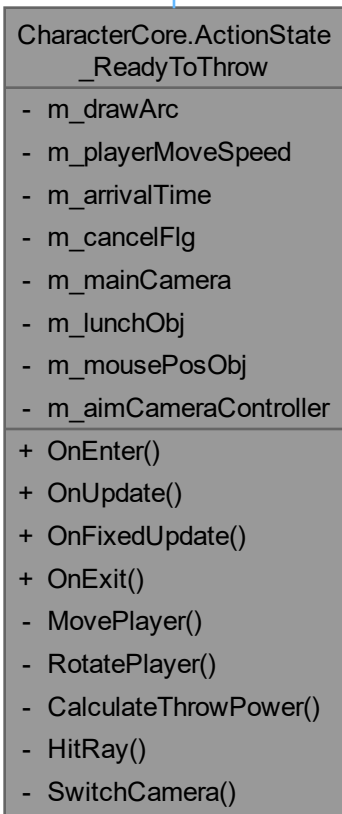 CharacterCore.ActionState
_ReadyToThrow
- m_drawArc
- m_playerMoveSpeed
- m_arrivalTime
- m_cancelFlg
- m_mainCamera
- m_lunchObj
- m_mousePosObj
- m_aimCameraController
+ OnEnter()
+ OnUpdate()
+ OnFixedUpdate()
+ OnExit()
- MovePlayer()
- RotatePlayer()
- CalculateThrowPower()
- HitRay()
- SwitchCamera()